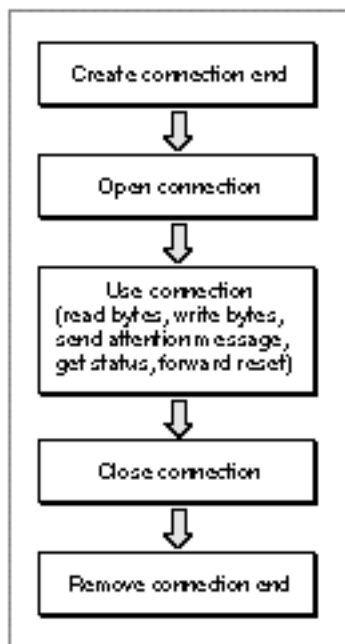 Create connection end
Open connection
Use connection
(read bytes, write bytes,
send attention message,
get status, forward reset)
Close connection
Remove connection end